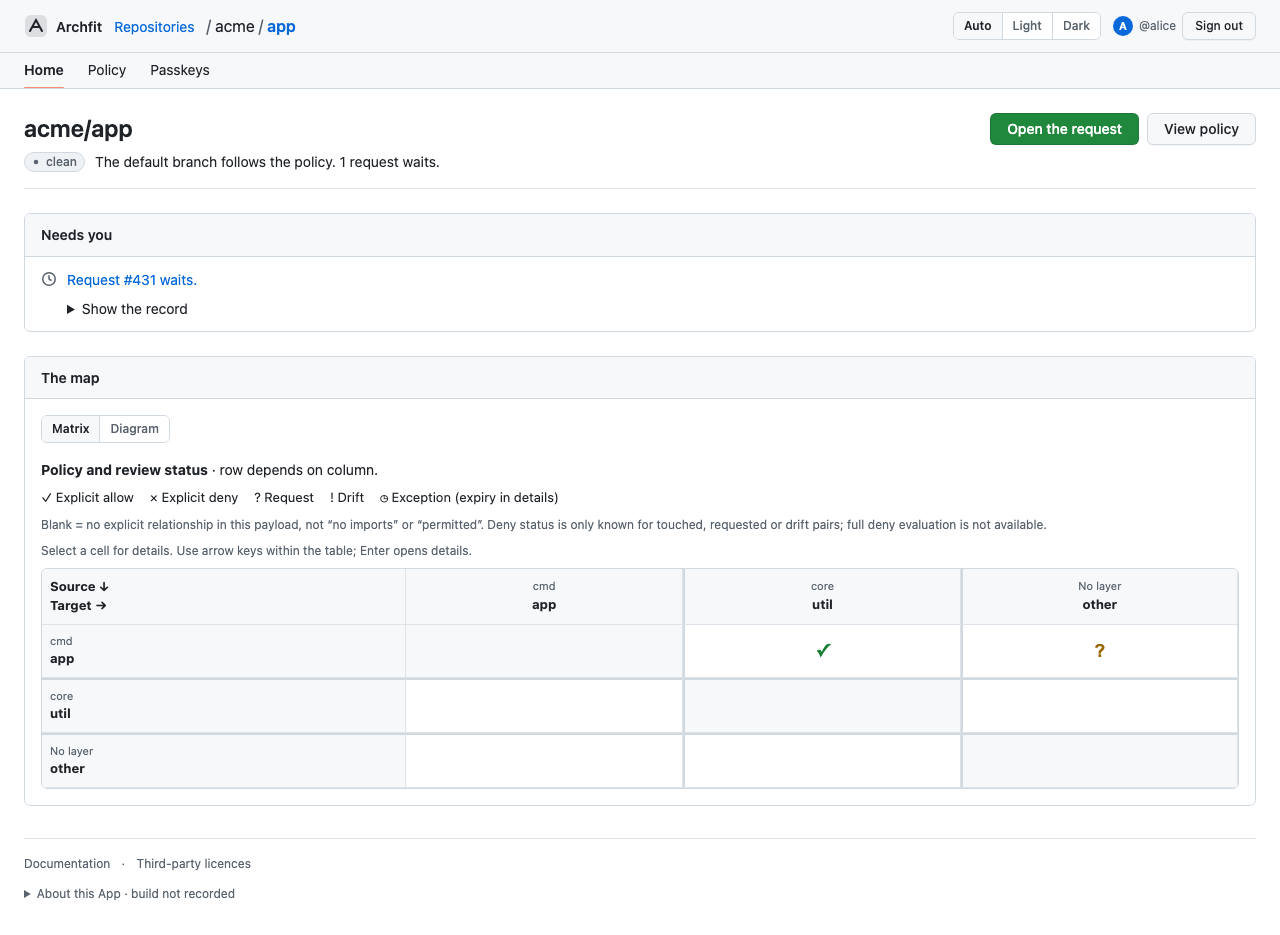 Archfit Repositories / acme / app Auto Light Dark A @alice Sign out
Home Policy Passkeys
acme/app
Open the request View policy
• clean The default branch follows the policy. 1 request waits.
Needs you
Request #431 waits.
▶ Show the record
The map
Matrix Diagram
Policy and review status · row depends on column.
✓ Explicit allow × Explicit deny ? Request ! Drift ◷ Exception (expiry in details)
Blank = no explicit relationship in this payload, not “no imports” or “permitted”. Deny status is only known for touched, requested or drift pairs; full deny evaluation is not available.
Select a cell for details. Use arrow keys within the table; Enter opens details.
Source ↓ cmd core No layer
Target → app util other
cmd
app ✓ ?
core
util
No layer
other
Documentation · Third-party licences
▶ About this App · build not recorded